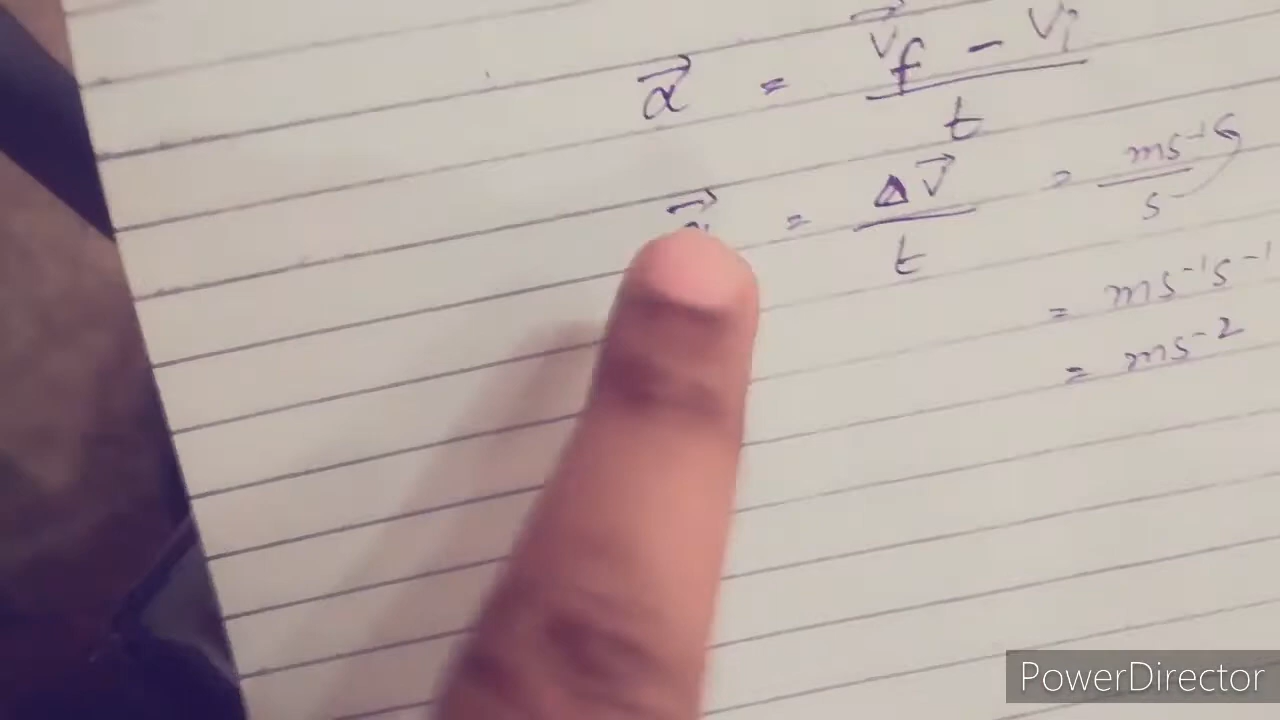 a⃗ = (v⃗f - vi) / t
a⃗ = Δv⃗ / t = ms⁻¹ / s
= ms⁻¹s⁻¹
= ms⁻²
PowerDirector